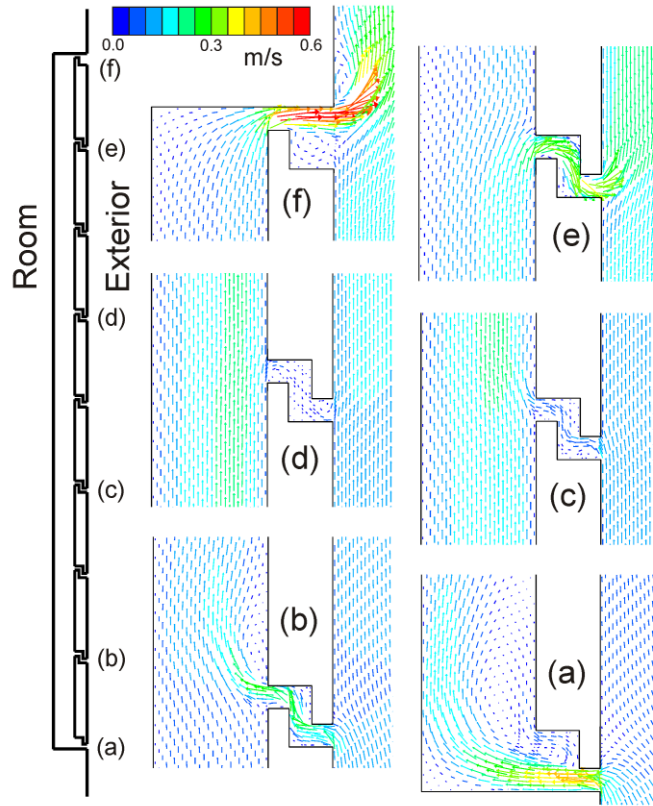 0.0 0.3 0.6
m/s
Room
Exterior
(f)
(e)
(d)
(c)
(b)
(a)
(f)
(e)
(d)
(c)
(b)
(a)